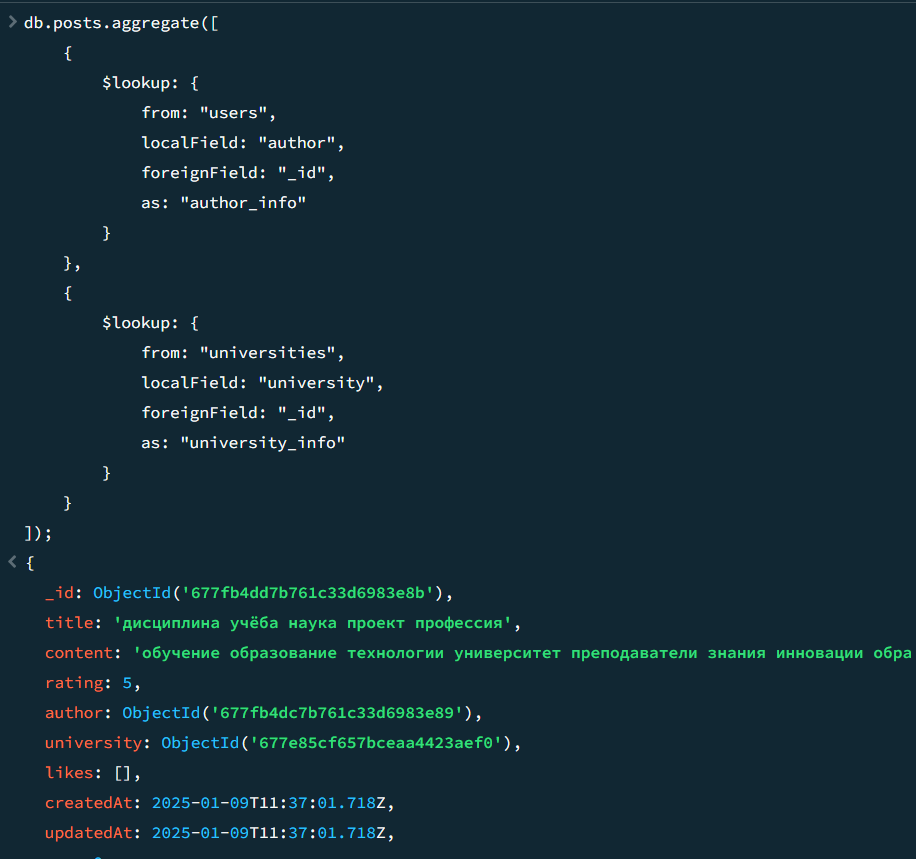 db.posts.aggregate([
{
$lookup: {
from: "users",
localField: "author",
foreignField: "_id",
as: "author_info"
}
},
{
$lookup: {
from: "universities",
localField: "university",
foreignField: "_id",
as: "university_info"
}
}
]);
{
_id: ObjectId('677fb4dd7b761c33d6983e8b'),
title: 'дисциплина учёба наука проект профессия',
content: 'обучение образование технологии университет преподаватели знания инновации обра
rating: 5,
author: ObjectId('677fb4dc7b761c33d6983e89'),
university: ObjectId('677e85cf657bceaa4423aef0'),
likes: [],
createdAt: 2025-01-09T11:37:01.718Z,
updatedAt: 2025-01-09T11:37:01.718Z,